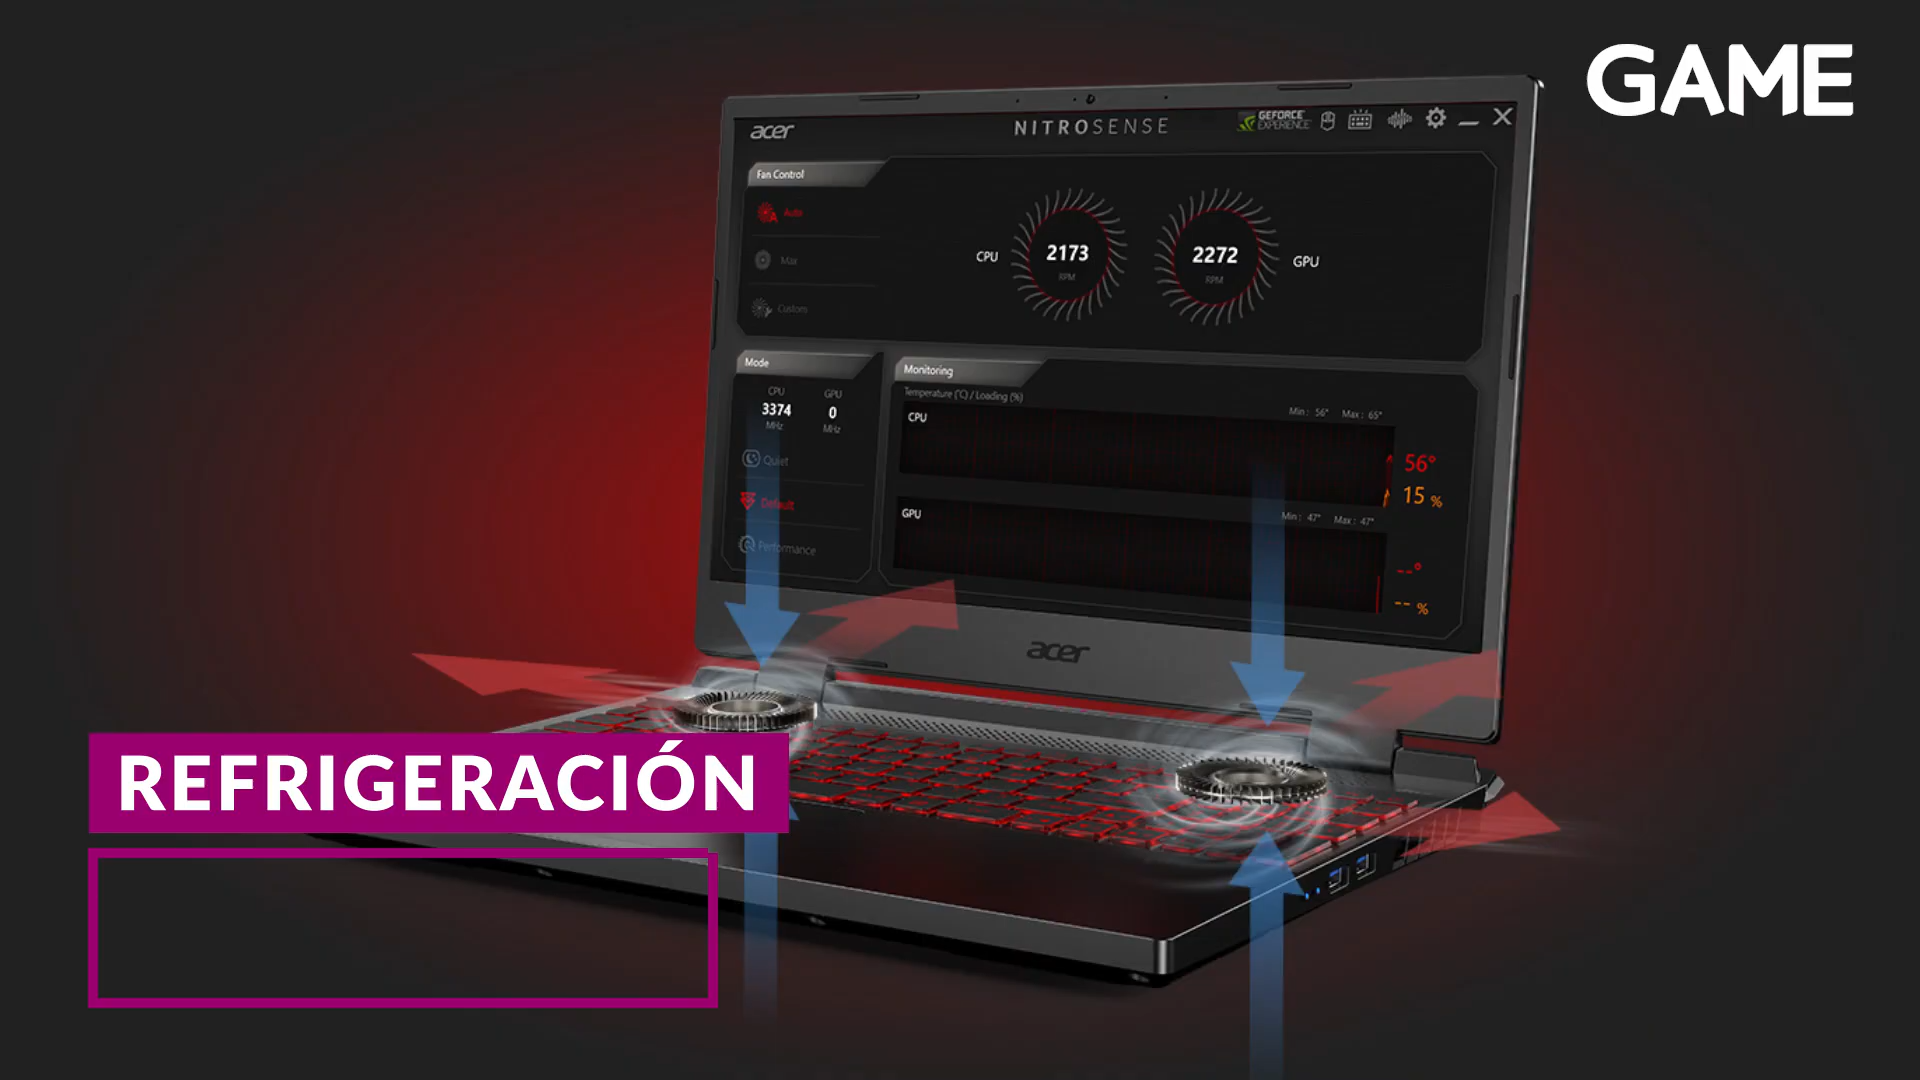 GAME
acer
NITROSENSE
GEFORCE
EXPERIENCE
Fan Control
Auto
Max
Custom
CPU
2173
RPM
2272
RPM
GPU
Mode
CPU
3374
MHz
GPU
0
MHz
Quiet
Default
Performance
Monitoring
Temperature (°C) / Loading (%)
CPU
Min : 56° Max : 65°
56°
15 %
GPU
Min : 47° Max : 47°
--°
-- %
acer
REFRIGERACIÓN